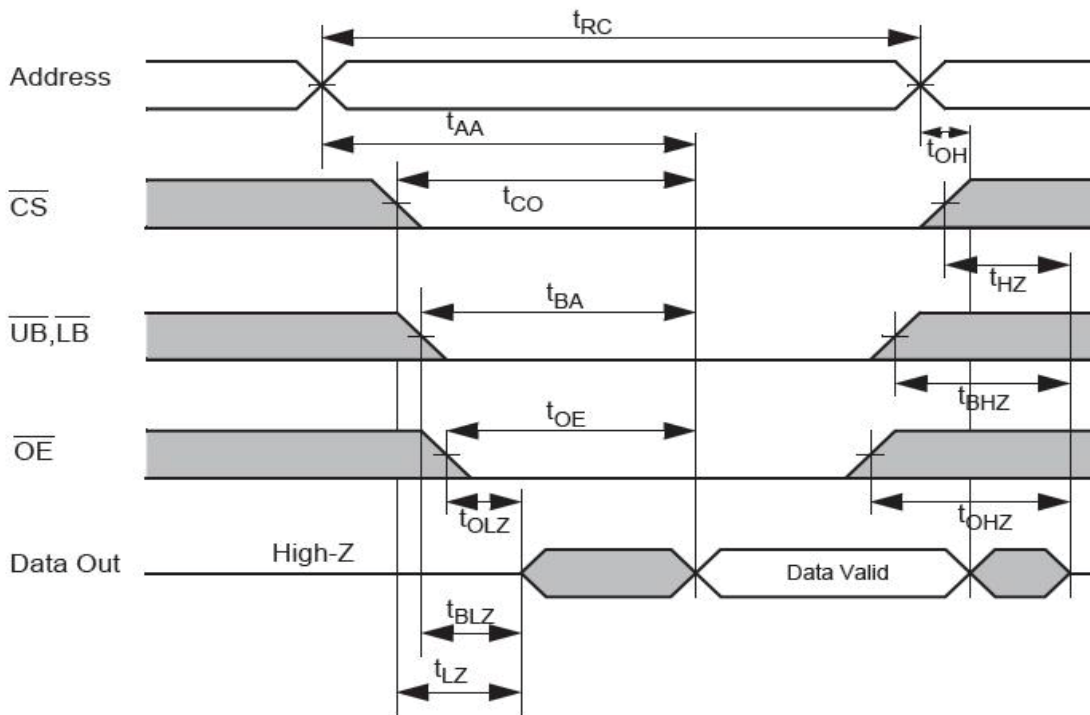 tRC
Address
tAA
tOH
CS
tCO
tHZ
tBA
UB,LB
tBHZ
tOE
OE
tOLZ
tOHZ
High-Z
Data Out
Data Valid
tBLZ
tLZ